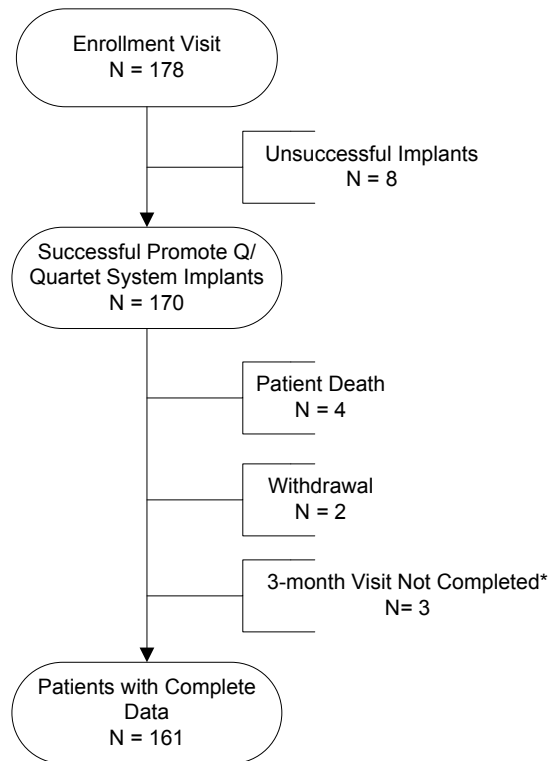 Enrollment Visit
N = 178
Unsuccessful Implants
N = 8
Successful Promote Q/
Quartet System Implants
N = 170
Patient Death
N = 4
Withdrawal
N = 2
3-month Visit Not Completed*
N= 3
Patients with Complete
Data
N = 161